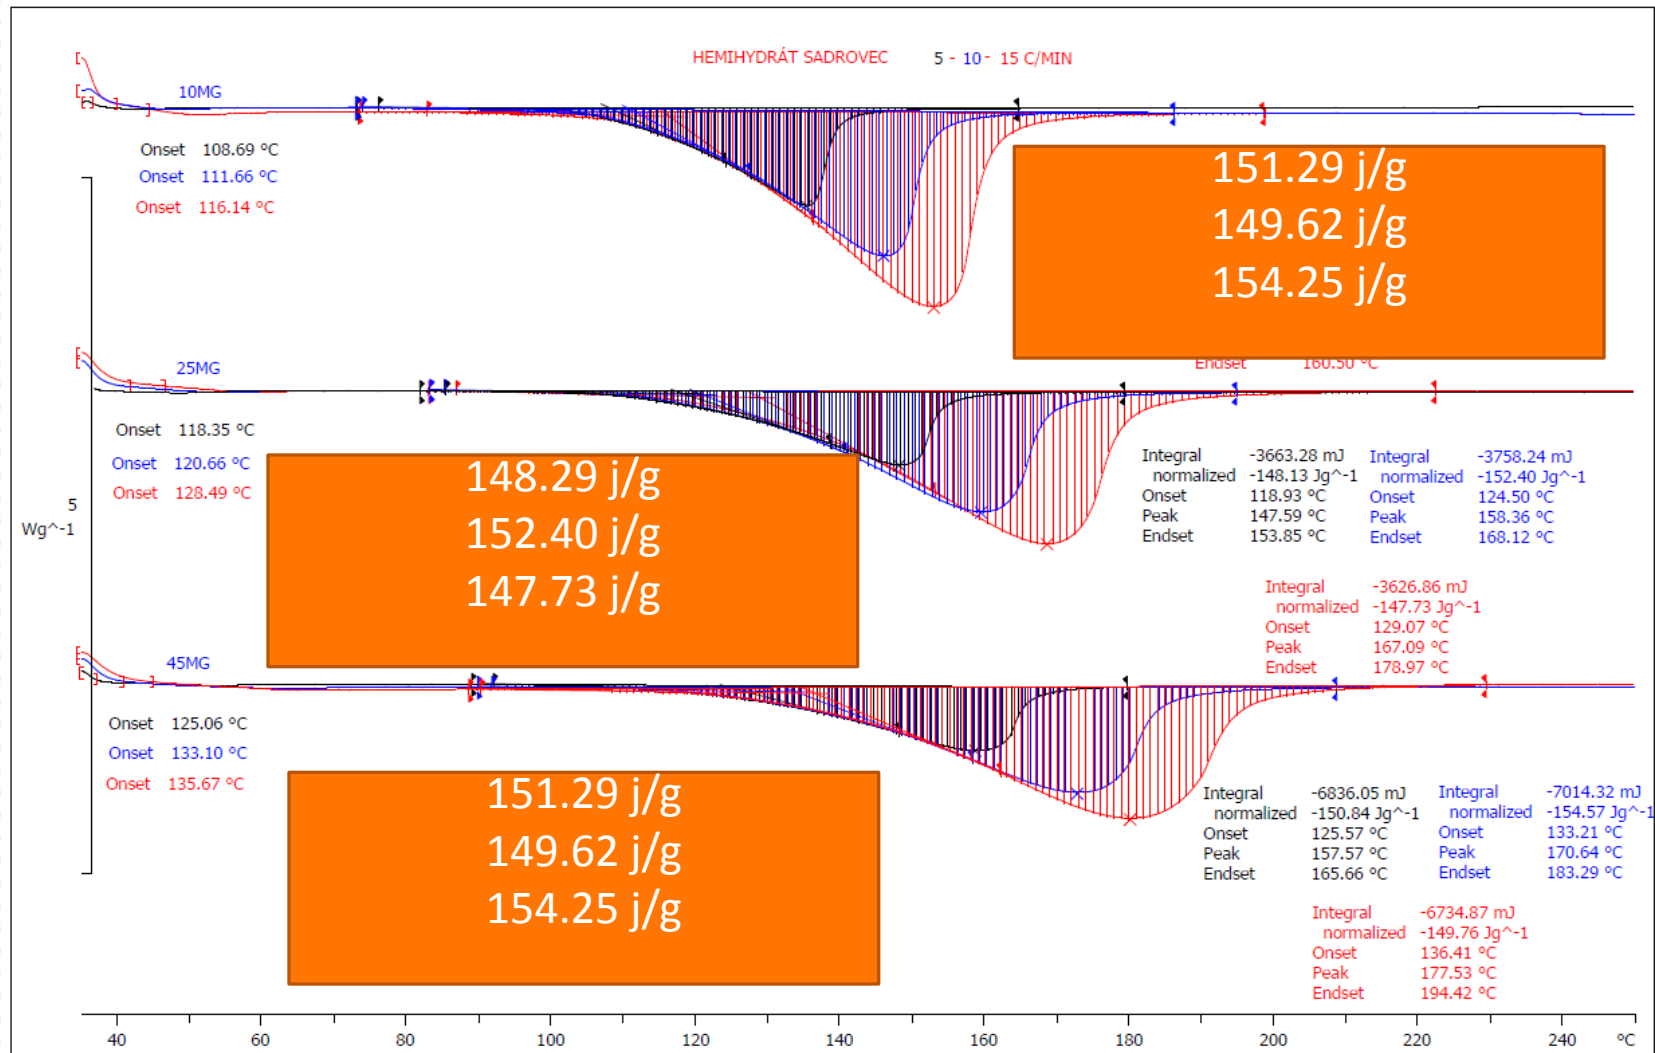 HEMIHYDRÁT SADROVEC 5 - 10 - 15 C/MIN
10MG
Onset 108.69 °C
Onset 111.66 °C
Onset 116.14 °C
151.29 j/g
149.62 j/g
154.25 j/g
Endset 160.50 °C
25MG
Onset 118.35 °C
Onset 120.66 °C
Onset 128.49 °C
148.29 j/g
152.40 j/g
147.73 j/g
Integral -3663.28 mJ
normalized -148.13 Jg^-1
Onset 118.93 °C
Peak 147.59 °C
Endset 153.85 °C
Integral -3758.24 mJ
normalized -152.40 Jg^-1
Onset 124.50 °C
Peak 158.36 °C
Endset 168.12 °C
Integral -3626.86 mJ
normalized -147.73 Jg^-1
Onset 129.07 °C
Peak 167.09 °C
Endset 178.97 °C
5
Wg^-1
45MG
Onset 125.06 °C
Onset 133.10 °C
Onset 135.67 °C
151.29 j/g
149.62 j/g
154.25 j/g
Integral -6836.05 mJ
normalized -150.84 Jg^-1
Onset 125.57 °C
Peak 157.57 °C
Endset 165.66 °C
Integral -7014.32 mJ
normalized -154.57 Jg^-1
Onset 133.21 °C
Peak 170.64 °C
Endset 183.29 °C
Integral -6734.87 mJ
normalized -149.76 Jg^-1
Onset 136.41 °C
Peak 177.53 °C
Endset 194.42 °C
40 60 80 100 120 140 160 180 200 220 240 °C